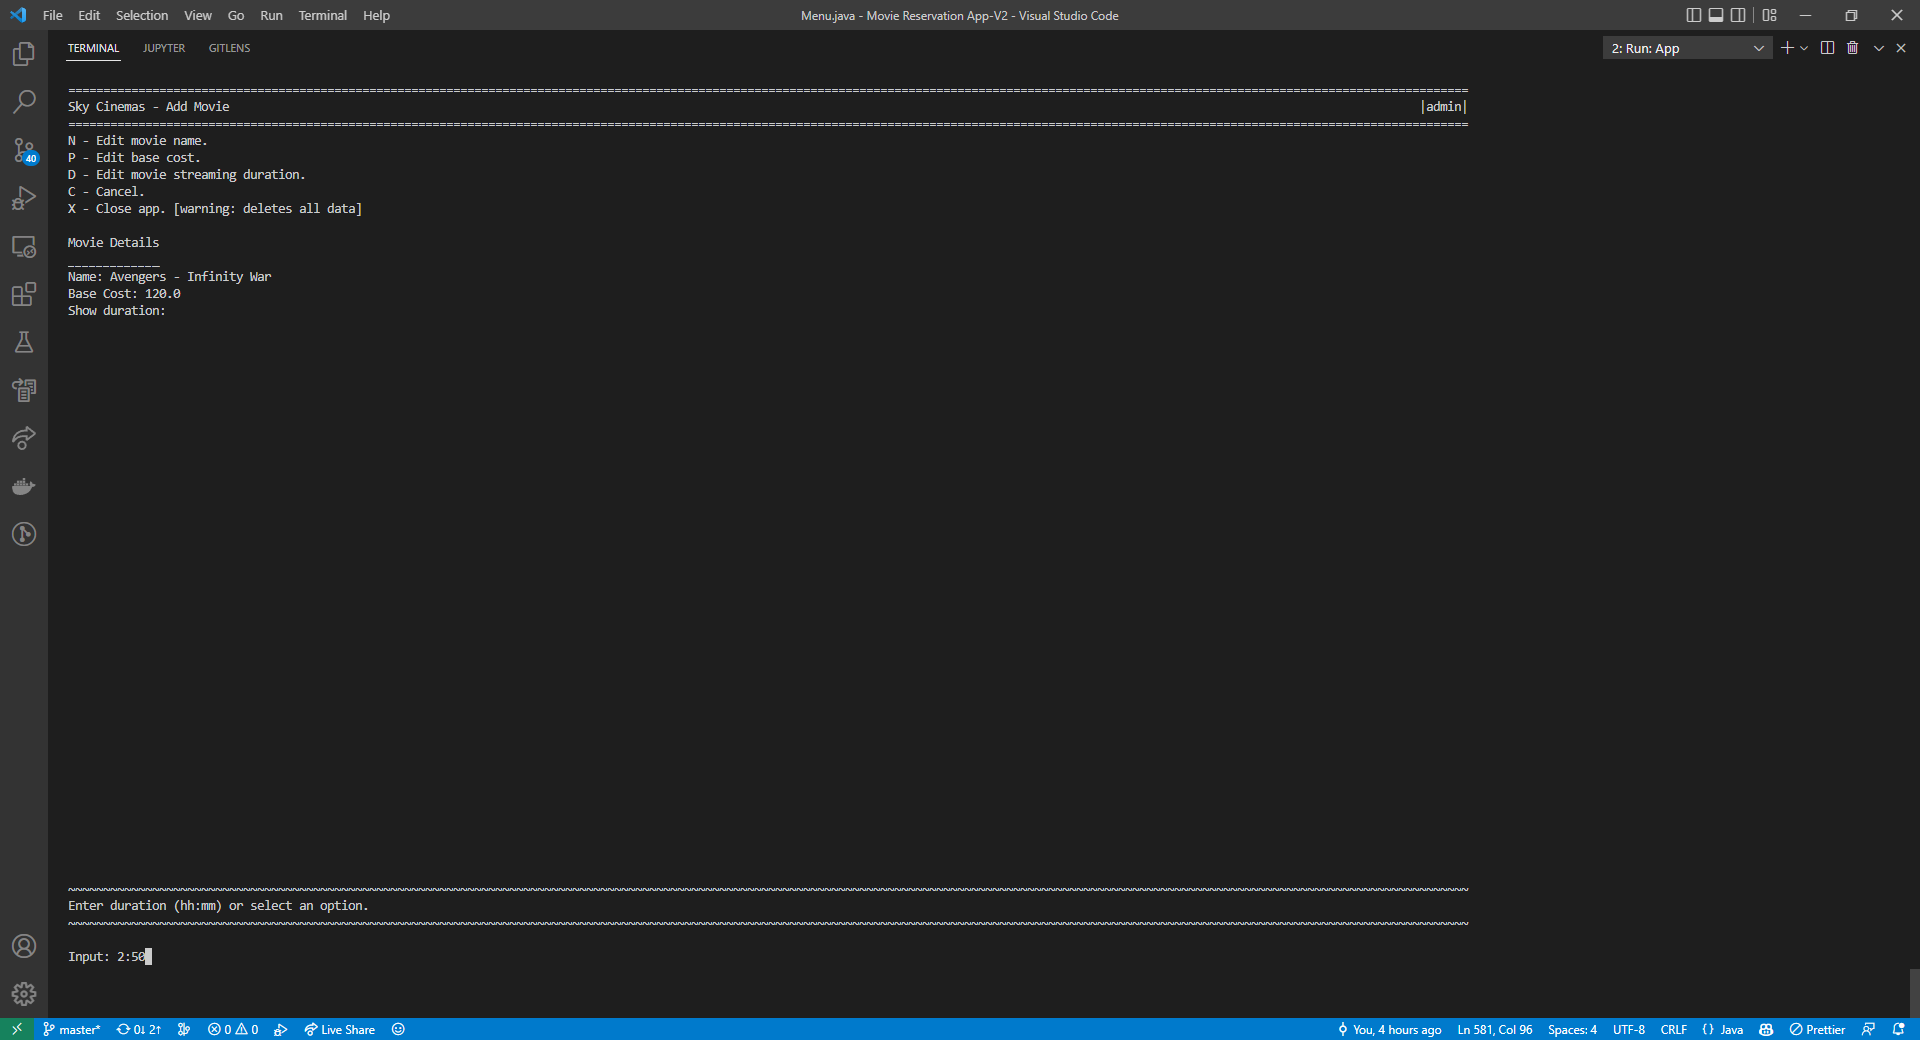 File Edit Selection View Go Run Terminal Help
Menu.java - Movie Reservation App-V2 - Visual Studio Code
TERMINAL JUPYTER GITLENS
2: Run: App
Sky Cinemas - Add Movie |admin|
N - Edit movie name.
P - Edit base cost.
D - Edit movie streaming duration.
C - Cancel.
X - Close app. [warning: deletes all data]
Movie Details
Name: Avengers - Infinity War
Base Cost: 120.0
Show duration:
Enter duration (hh:mm) or select an option.
Input: 2:50
40
master* 0↓ 2↑ 0 0 Live Share
You, 4 hours ago Ln 581, Col 96 Spaces: 4 UTF-8 CRLF {} Java Prettier